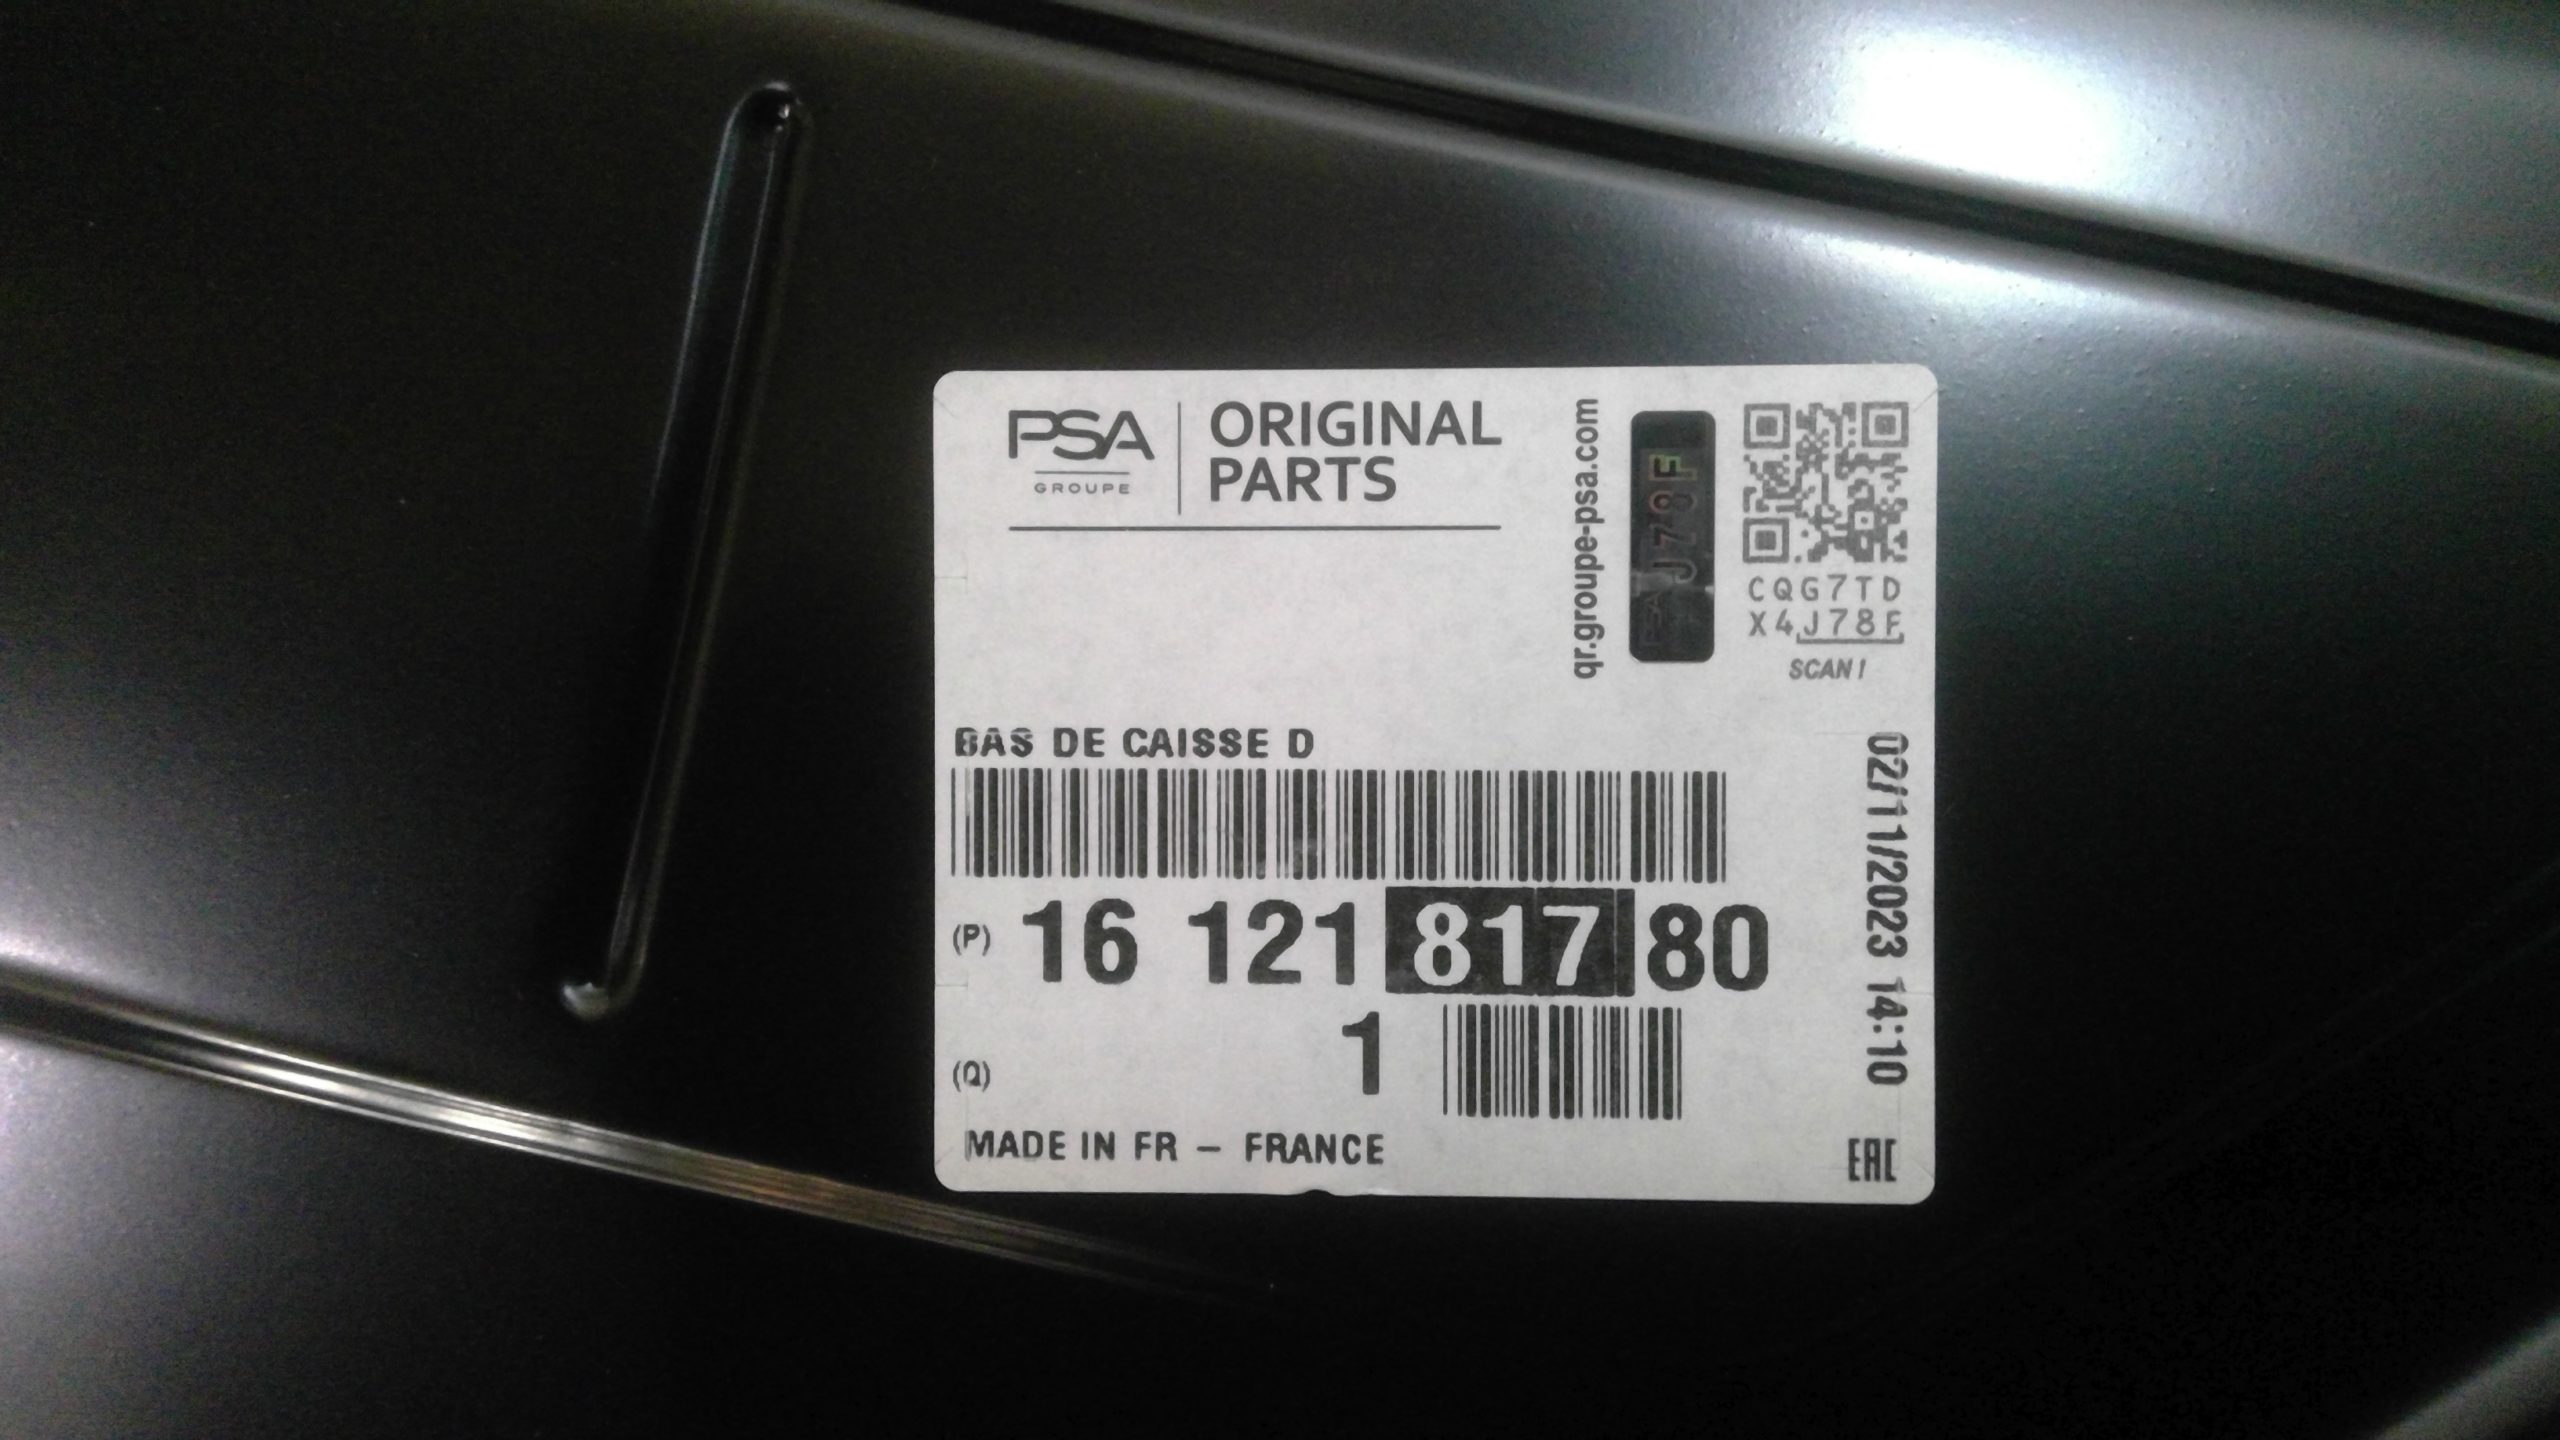 PSA
GROUPE
ORIGINAL
PARTS
qr.groupe-psa.com
J78F
CQG7TD
X4J78F
SCAN!
BAS DE CAISSE D
(P) 16 121 817 80
(Q) 1
MADE IN FR - FRANCE
02/11/2023 14:10
EAC